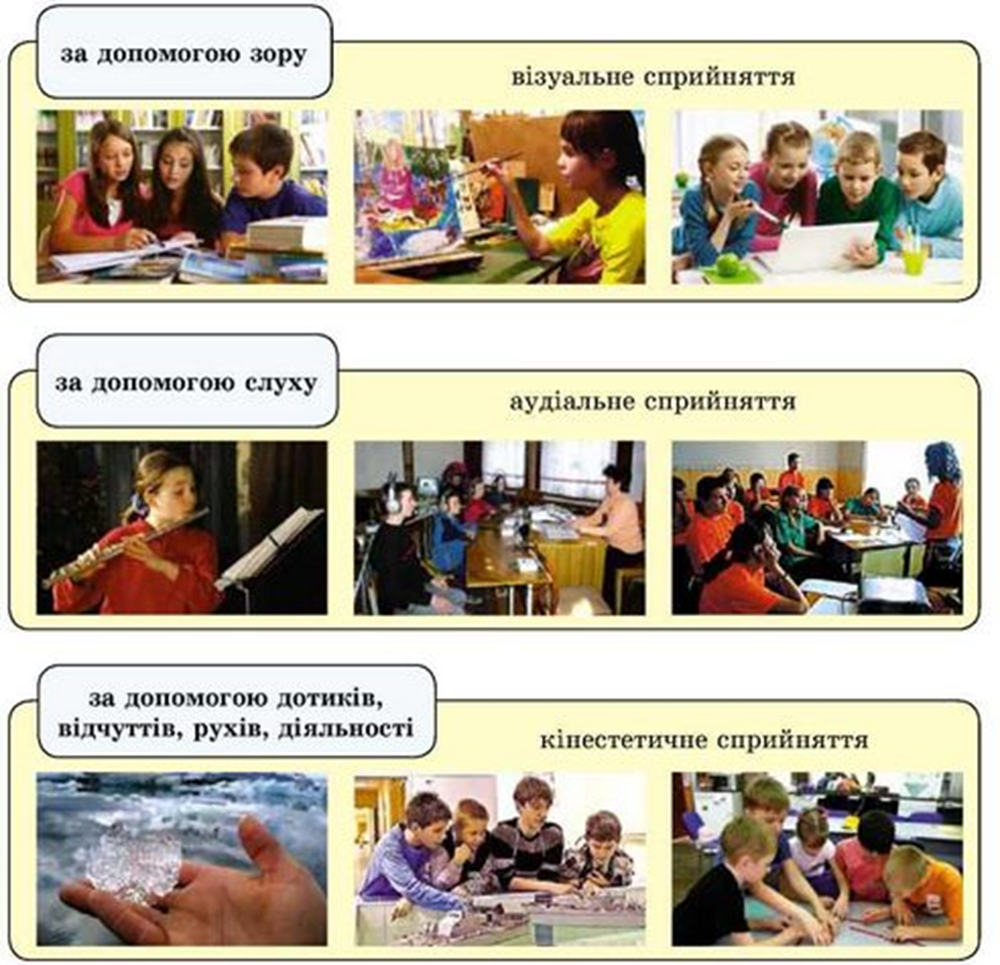 за допомогою зору
візуальне сприйняття
за допомогою слуху
аудіальне сприйняття
за допомогою дотиків,
відчуттів, рухів, діяльності
кінестетичне сприйняття